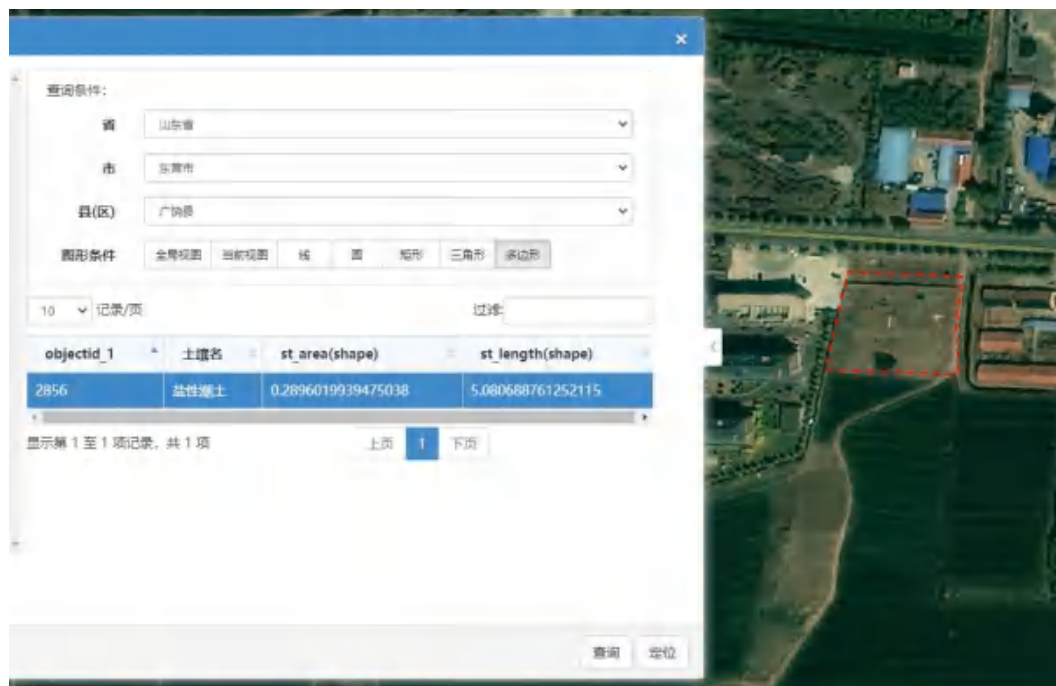 ×
查询条件：
省 山东省
市 东营市
县(区) 广饶县
图形条件 全局视图 当前视图 线 面 矩形 三角形 多边形
10 记录/页 过滤:
objectid_1 土壤名 st_area(shape) st_length(shape)
2856 盐性潮土 0.2896019939475038 5.080688761252115
显示第 1 至 1 项记录，共 1 项 上页 1 下页
查询 定位